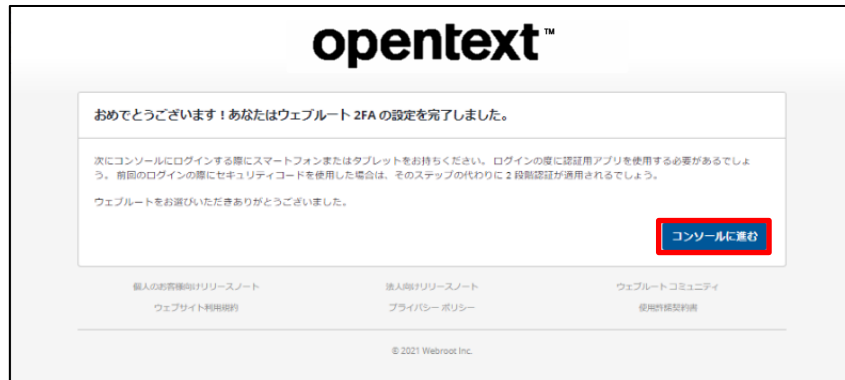 opentext™
おめでとうございます！あなたはウェブルート 2FA の設定を完了しました。
次にコンソールにログインする際にスマートフォンまたはタブレットをお持ちください。 ログインの度に認証用アプリを使用する必要があるでしょ
う。 前回のログインの際にセキュリティコードを使用した場合は、そのステップの代わりに 2 段階認証が適用されるでしょう。
ウェブルートをお選びいただきありがとうございました。
コンソールに進む
個人のお客様向けリリースノート 法人向けリリースノート ウェブルート コミュニティ
ウェブサイト利用規約 プライバシー ポリシー 使用許諾契約書
© 2021 Webroot Inc.